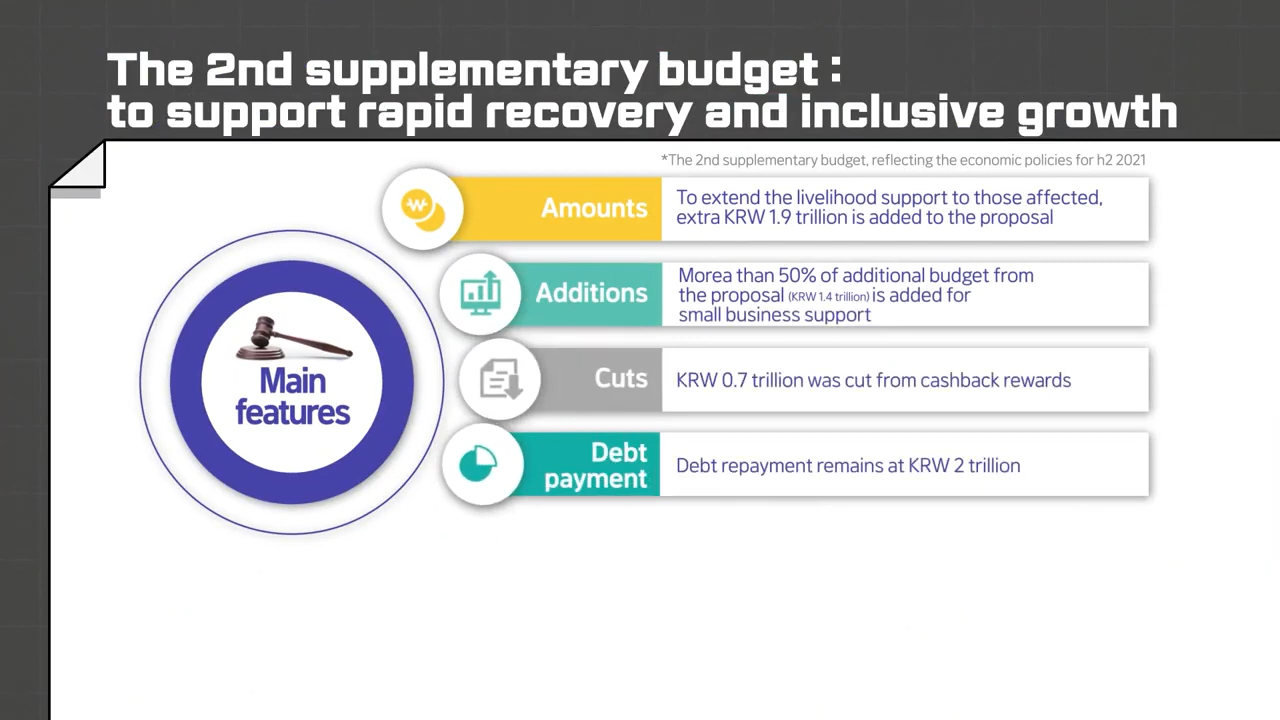 The 2nd supplementary budget :
to support rapid recovery and inclusive growth
*The 2nd supplementary budget, reflecting the economic policies for h2 2021
Amounts
To extend the livelihood support to those affected,
extra KRW 1.9 trillion is added to the proposal
Additions
Morea than 50% of additional budget from
the proposal (KRW 1.4 trillion) is added for
small business support
Main
features
Cuts
KRW 0.7 trillion was cut from cashback rewards
Debt
payment
Debt repayment remains at KRW 2 trillion